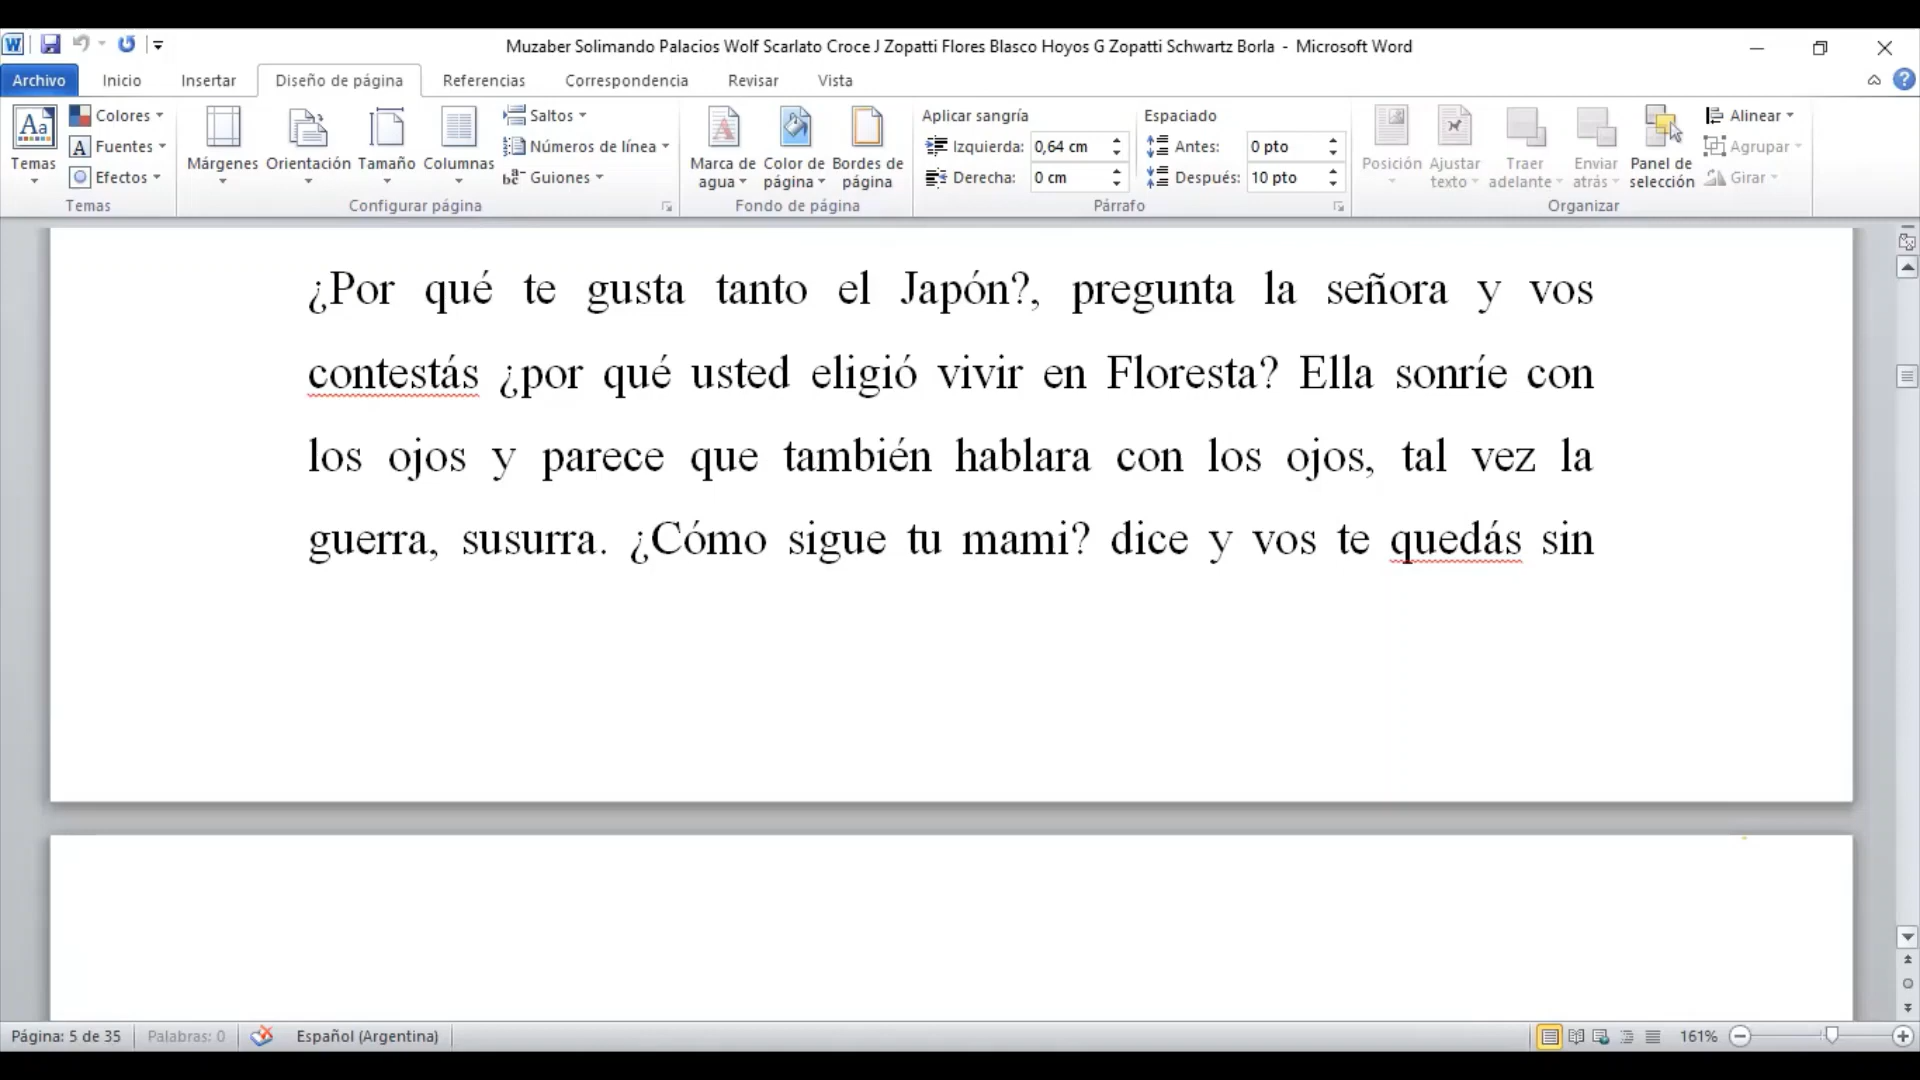 Muzaber Solimando Palacios Wolf Scarlato Croce J Zopatti Flores Blasco Hoyos G Zopatti Schwartz Borla - Microsoft Word
Archivo Inicio Insertar Diseño de página Referencias Correspondencia Revisar Vista
Temas
Colores
Fuentes
Efectos
Temas
Márgenes
Orientación
Tamaño
Columnas
Saltos
Números de línea
Guiones
Configurar página
Marca de agua
Color de página
Bordes de página
Fondo de página
Aplicar sangría
Izquierda: 0,64 cm
Derecha: 0 cm
Espaciado
Antes: 0 pto
Después: 10 pto
Párrafo
Posición
Ajustar texto
Traer adelante
Enviar atrás
Panel de selección
Alinear
Agrupar
Girar
Organizar
¿Por qué te gusta tanto el Japón?, pregunta la señora y vos
contestás ¿por qué usted eligió vivir en Floresta? Ella sonríe con
los ojos y parece que también hablara con los ojos, tal vez la
guerra, susurra. ¿Cómo sigue tu mami? dice y vos te quedás sin
Página: 5 de 35 Palabras: 0 Español (Argentina) 161%